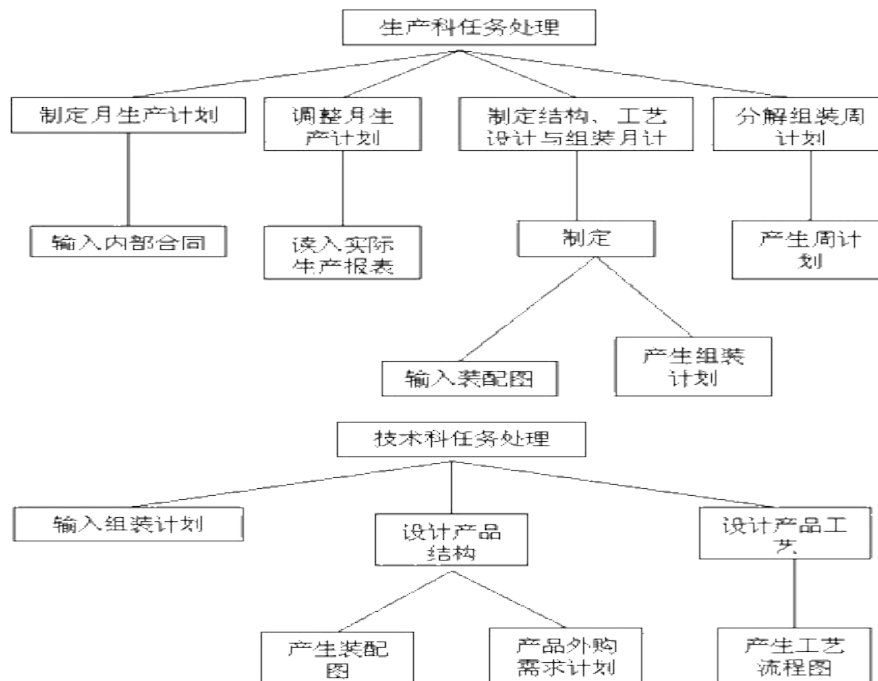 生产科任务处理
制定月生产计划
调整月生
产计划
制定结构、工艺
设计与组装月计
分解组装周
计划
输入内部合同
读入实际
生产报表
制定
产生周计
划
输入装配图
产生组装
计划
技术科任务处理
输入组装计划
设计产品
结构
设计产品工
艺
产生装配
图
产品外购
需求计划
产生工艺
流程图